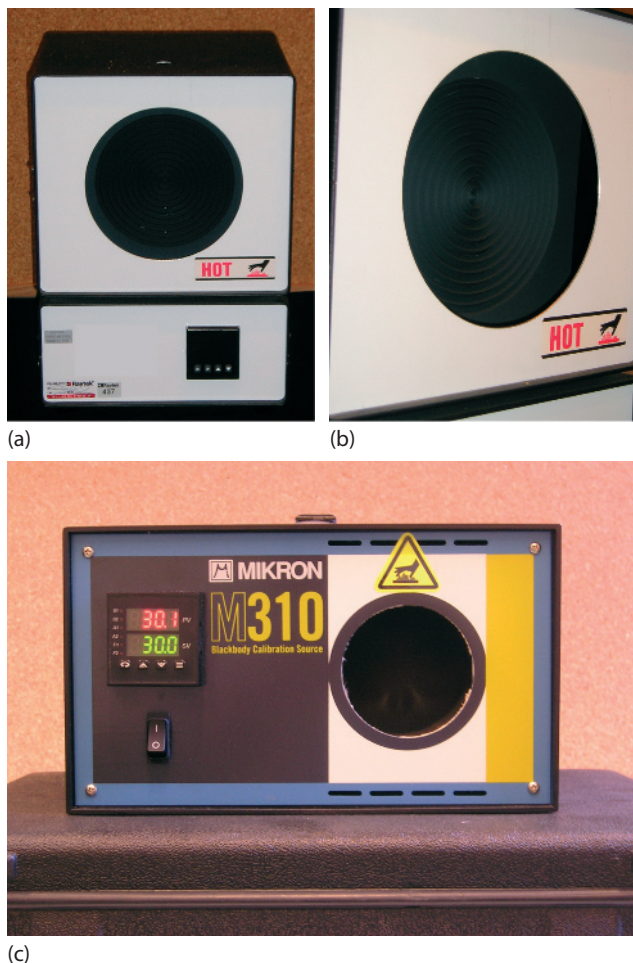 HOT
Raytek
437
(a)
HOT
(b)
MIKRON
M310
Blackbody Calibration Source
30.1 PV
30.0 SV
I
O
(c)